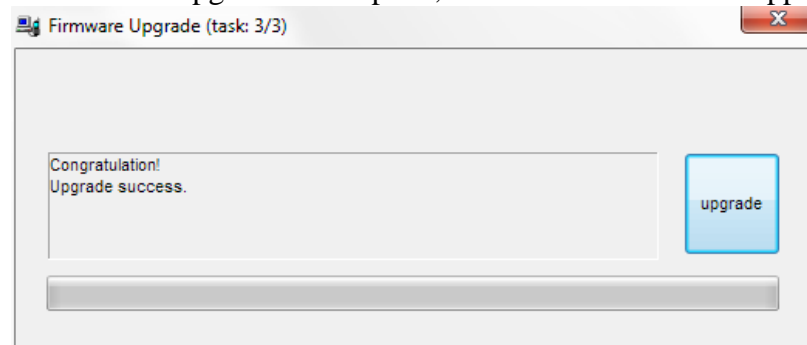 Firmware Upgrade (task: 3/3)
Congratulation!
Upgrade success.
upgrade